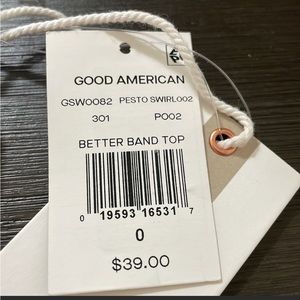 GOOD AMERICAN
GSW0082 PESTO SWIRL002
301 P002
BETTER BAND TOP
0 19593 16531 7
0
$39.00